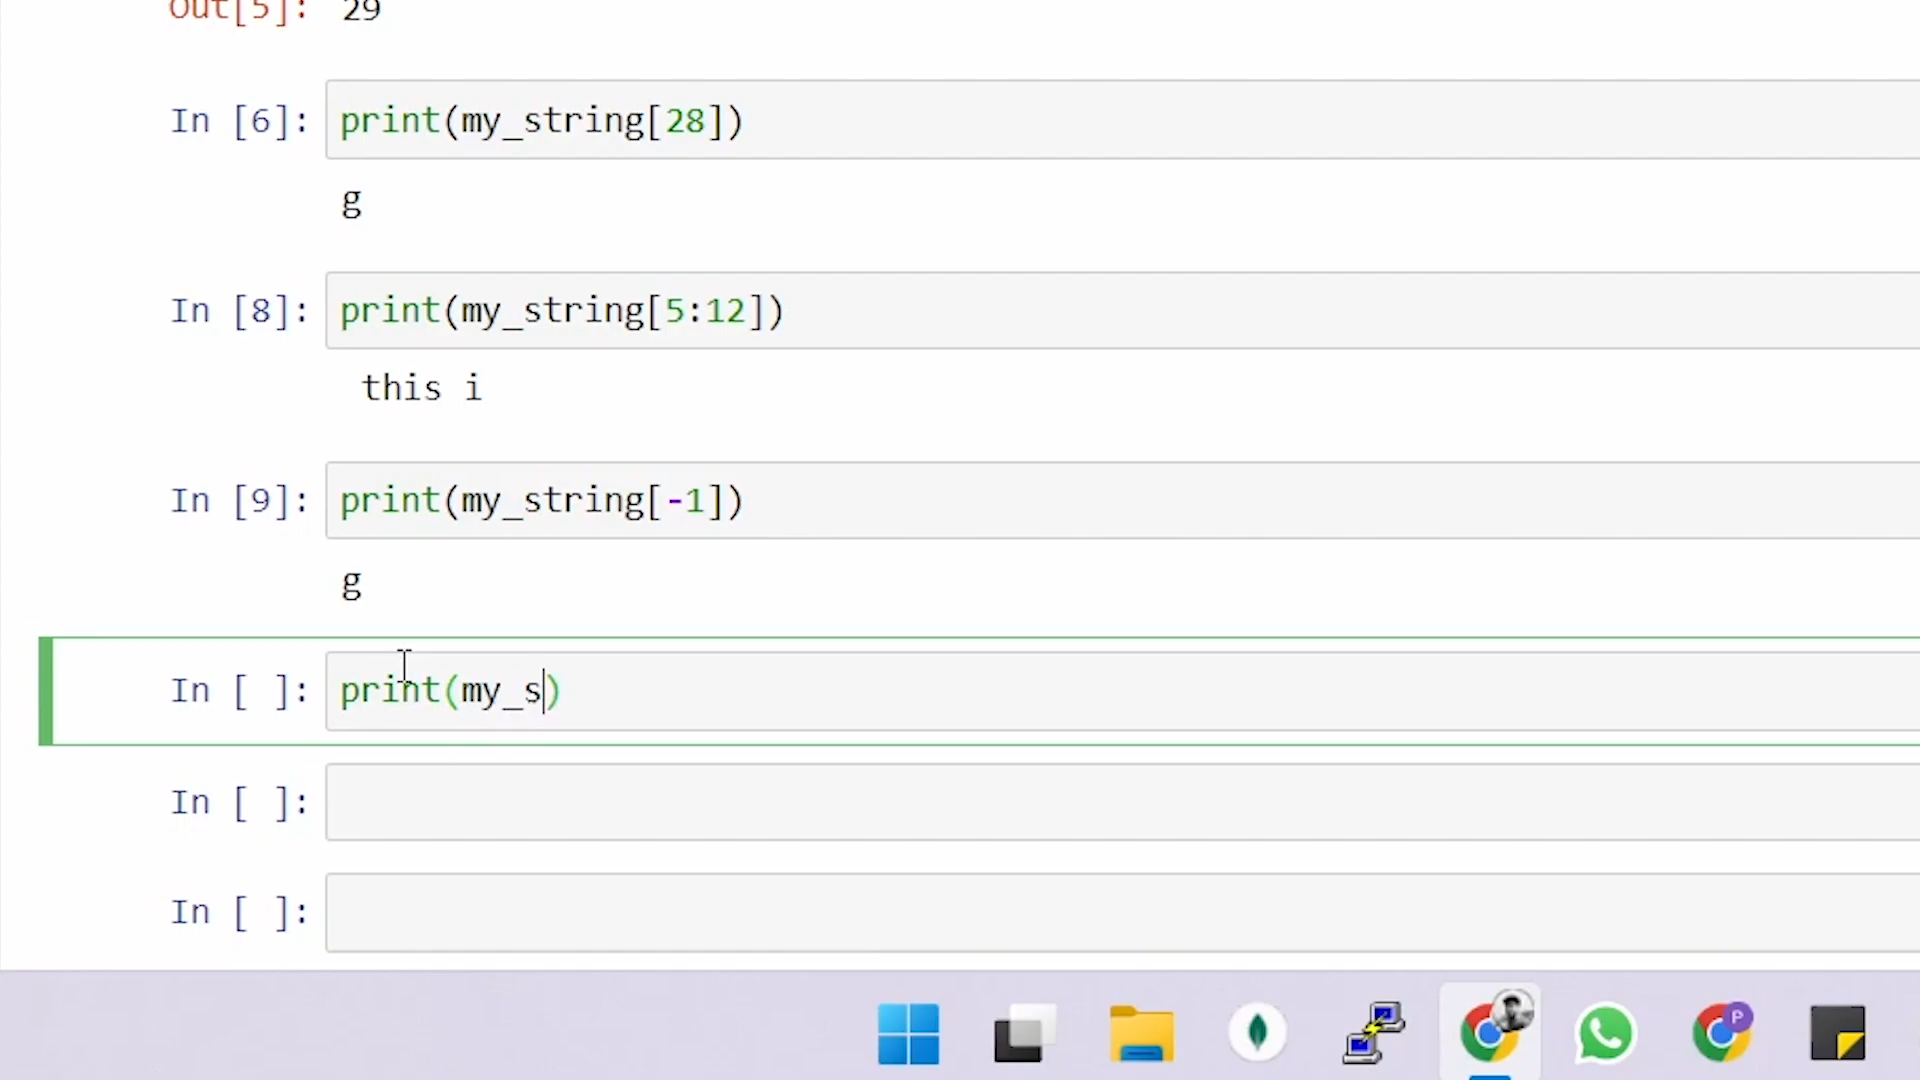 Out[5]: 29
In [6]: print(my_string[28])
g
In [8]: print(my_string[5:12])
this i
In [9]: print(my_string[-1])
g
In [ ]: print(my_s)
In [ ]:
In [ ]:
P